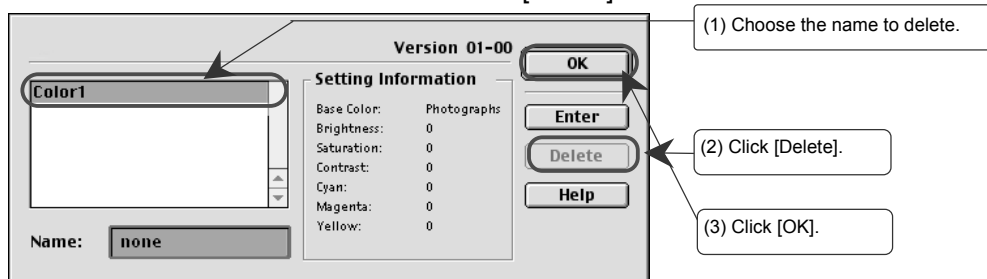 (1) Choose the name to delete.
Version 01-00
OK
Color1
Setting Information
Base Color: Photographs
Brightness: 0
Saturation: 0
Contrast: 0
Cyan: 0
Magenta: 0
Yellow: 0
Enter
Delete
Help
(2) Click [Delete].
(3) Click [OK].
Name: none